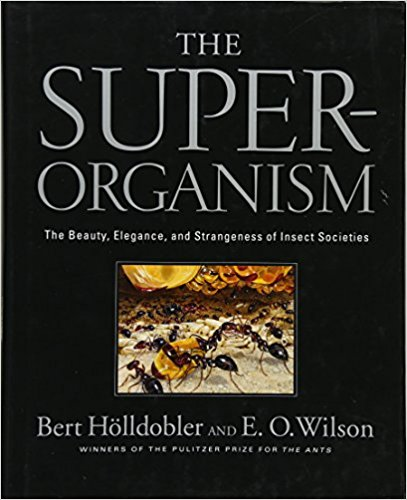 THE
SUPER-
ORGANISM
The Beauty, Elegance, and Strangeness of Insect Societies
Bert Hölldobler AND E. O. Wilson
WINNERS OF THE PULITZER PRIZE FOR THE ANTS